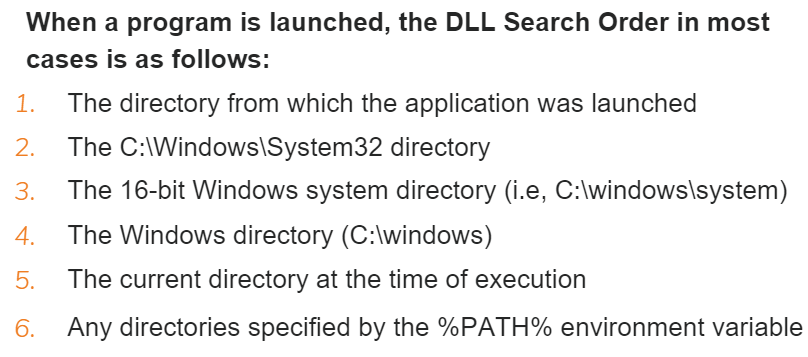 When a program is launched, the DLL Search Order in most
cases is as follows:
1. The directory from which the application was launched
2. The C:\Windows\System32 directory
3. The 16-bit Windows system directory (i.e, C:\windows\system)
4. The Windows directory (C:\windows)
5. The current directory at the time of execution
6. Any directories specified by the %PATH% environment variable